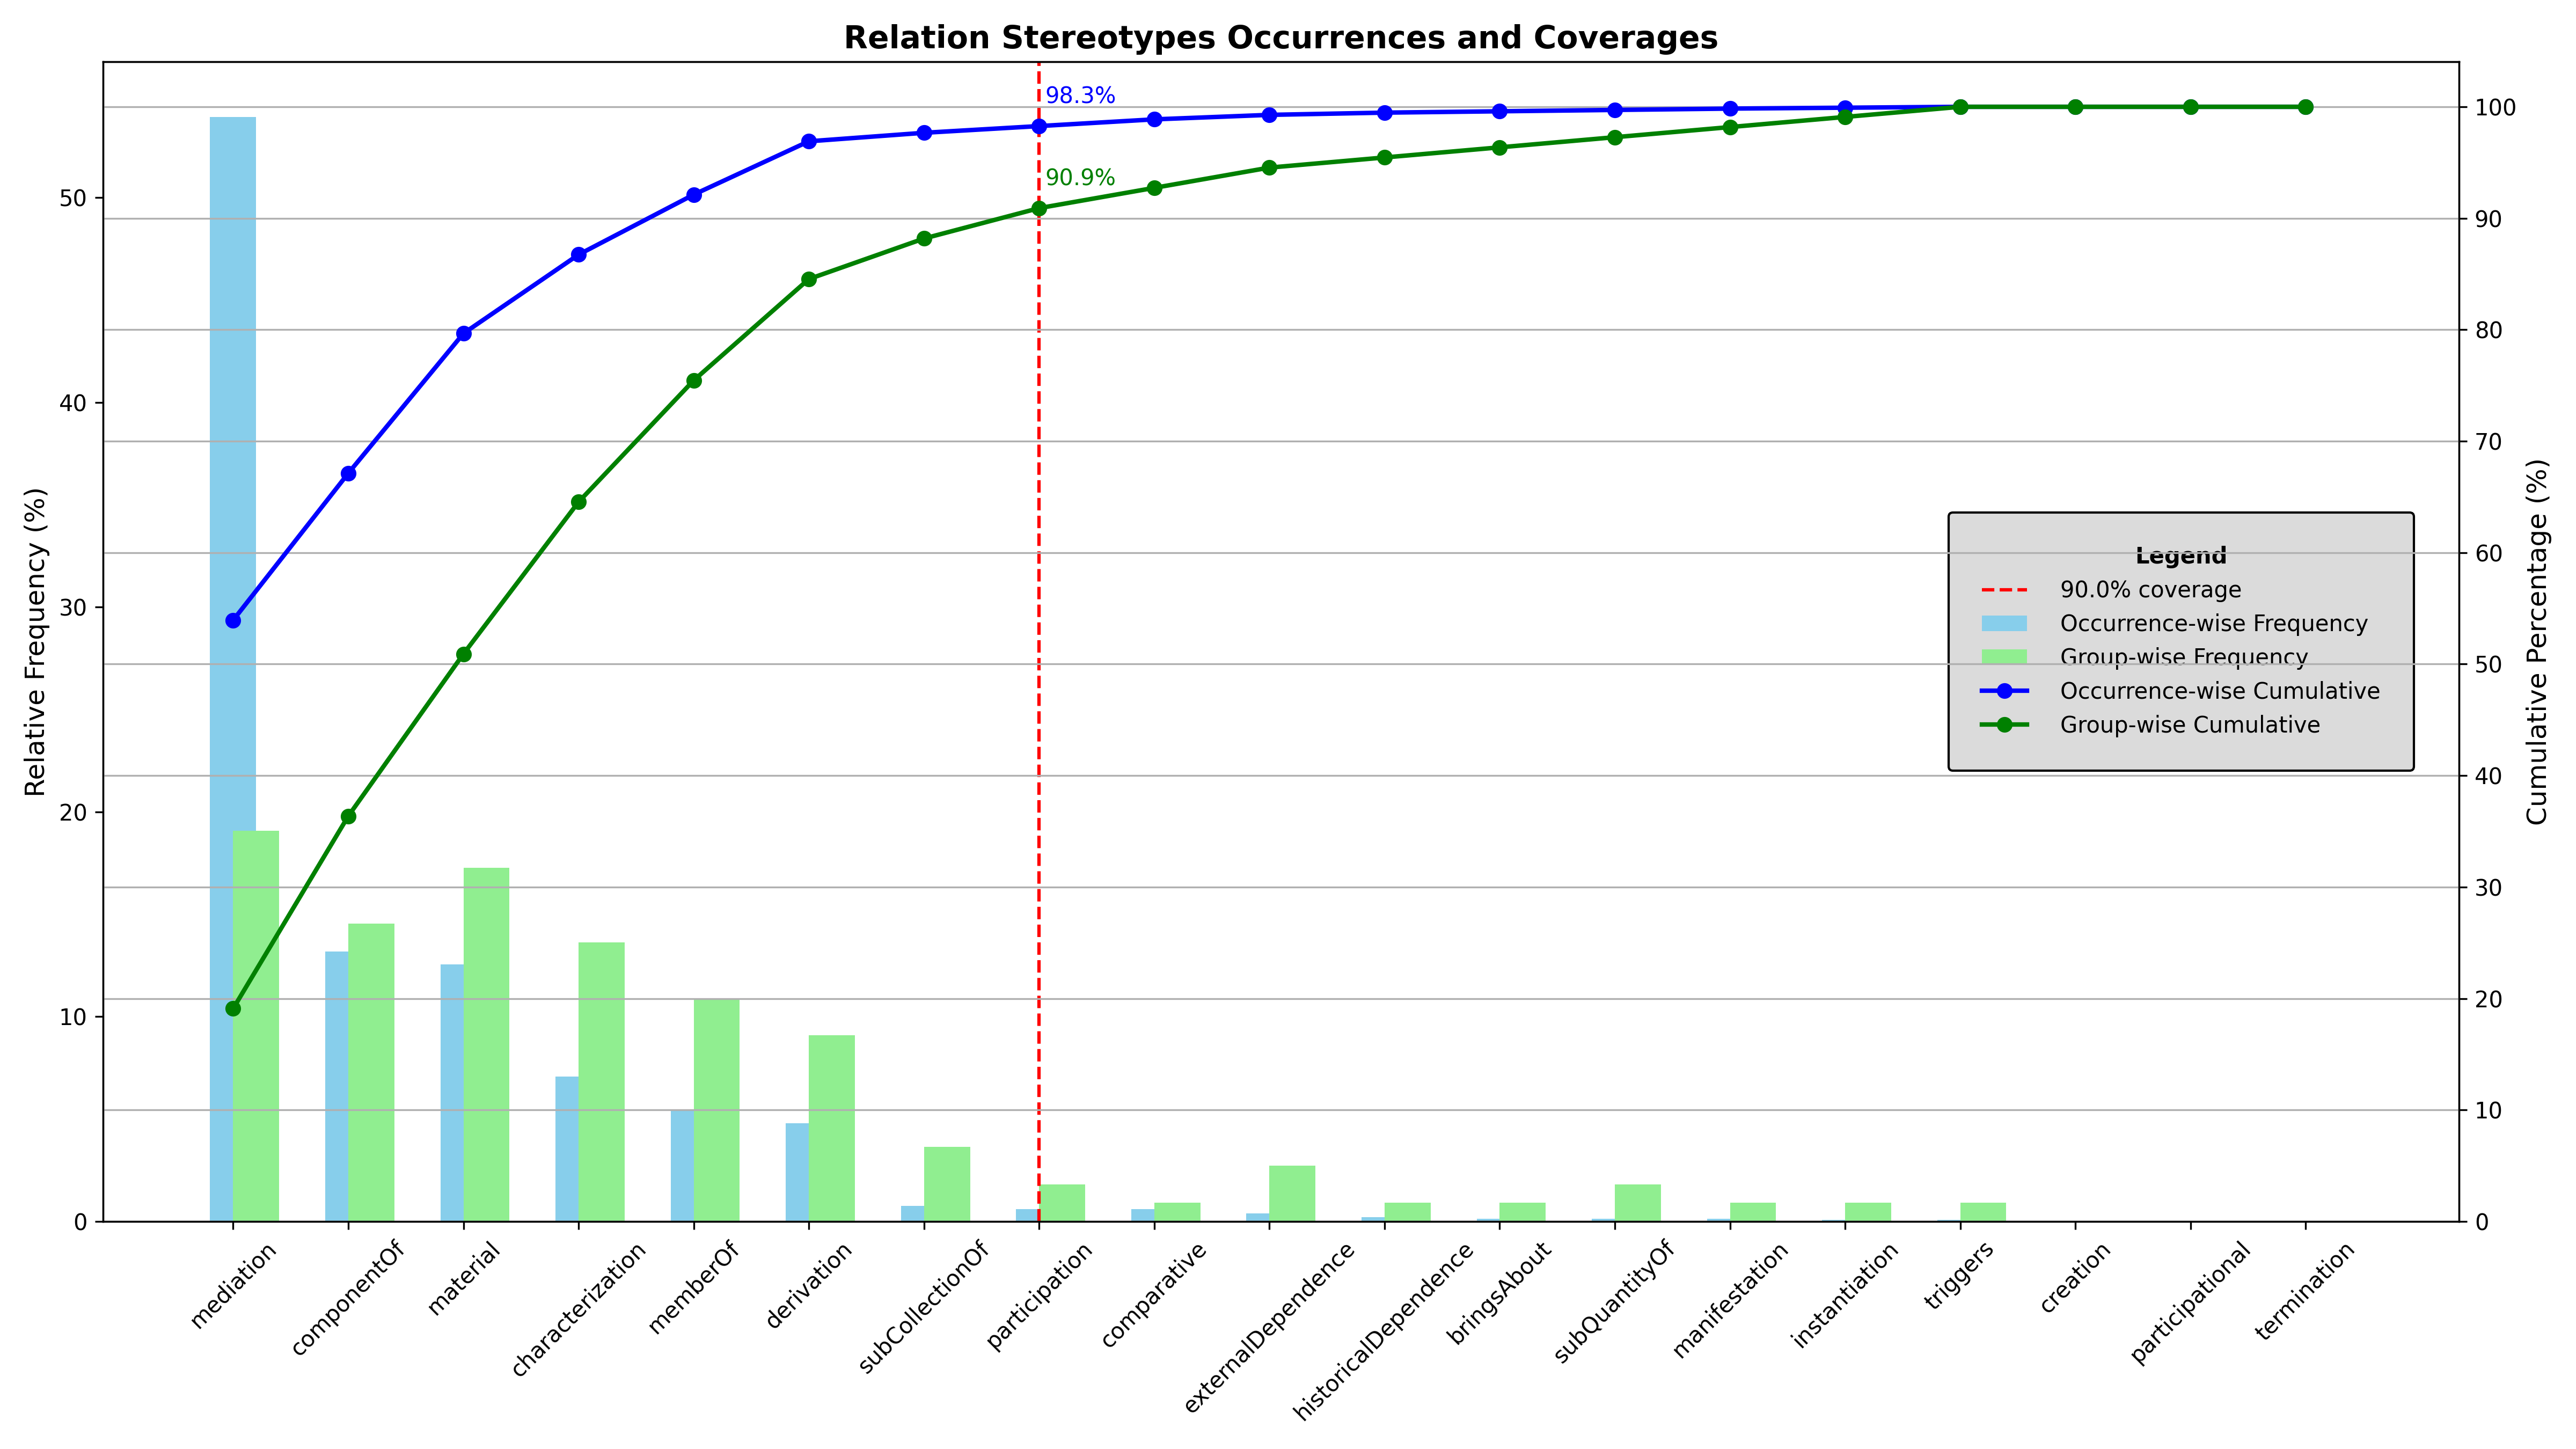 Relation Stereotypes Occurrences and Coverages
Relative Frequency (%)
50
40
30
20
10
0
98.3%
90.9%
100
90
80
70
60
50
40
30
20
10
0
Cumulative Percentage (%)
Legend
90.0% coverage
Occurrence-wise Frequency
Group-wise Frequency
Occurrence-wise Cumulative
Group-wise Cumulative
mediation
componentOf
material
characterization
memberOf
derivation
subCollectionOf
participation
comparative
externalDependence
historicalDependence
bringsAbout
subQuantityOf
manifestation
instantiation
triggers
creation
participational
termination